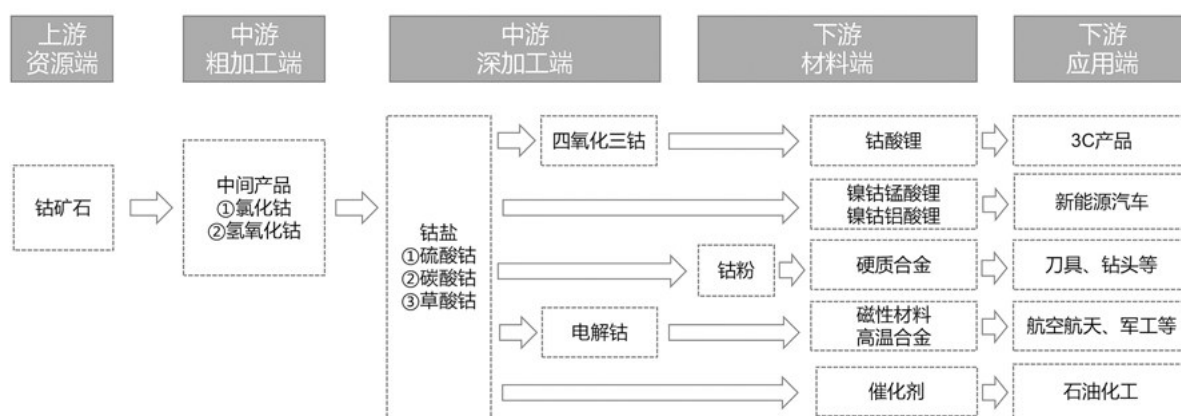 上游
资源端
中游
粗加工端
中游
深加工端
下游
材料端
下游
应用端
钴矿石
中间产品
①氯化钴
②氢氧化钴
钴盐
①硫酸钴
②碳酸钴
③草酸钴
四氧化三钴
钴酸锂
3C产品
镍钴锰酸锂
镍钴铝酸锂
新能源汽车
钴粉
硬质合金
刀具、钻头等
电解钴
磁性材料
高温合金
航空航天、军工等
催化剂
石油化工